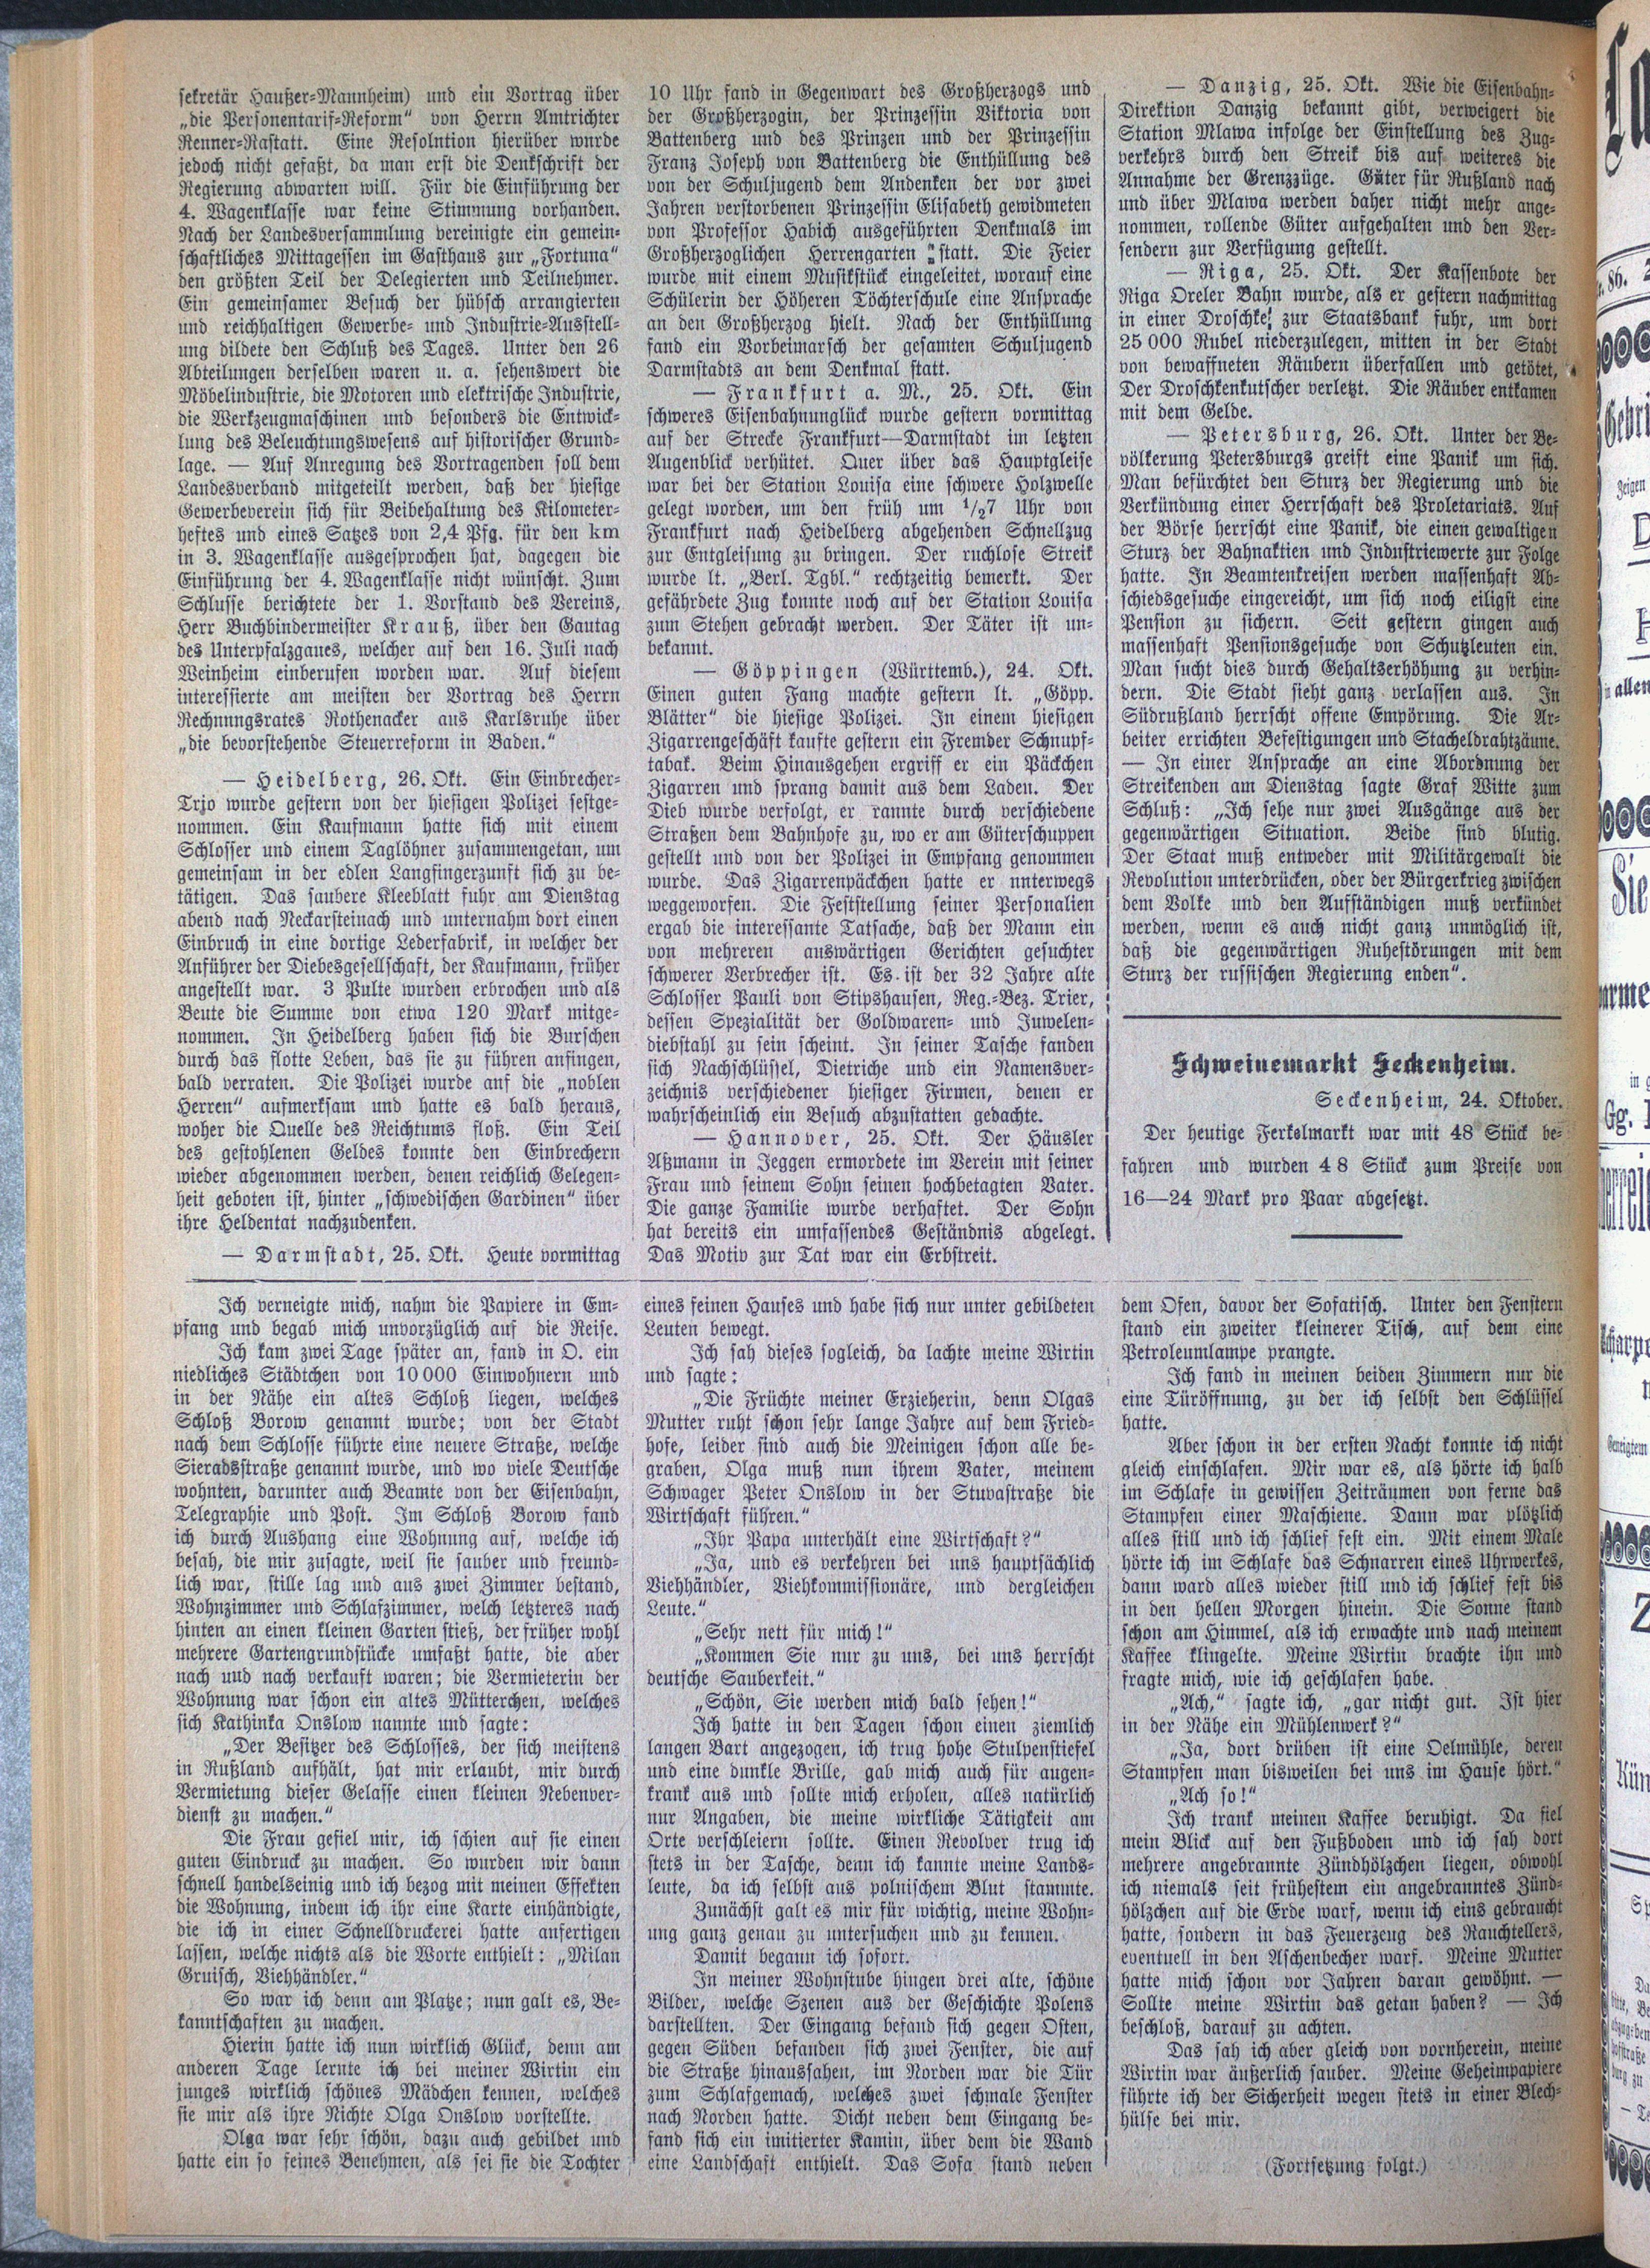 sekretär Haußer-Mannheim) und ein Vortrag über
„die Personentarif-Reform“ von Herrn Amtrichter
Renner-Rastatt. Eine Resolntion hierüber wurde
jedoch nicht gefaßt, da man erst die Denkschrift der
Regierung abwarten will. Für die Einführung der
4. Wagenklasse war keine Stimmung vorhanden.
Nach der Landesversammlung vereinigte ein gemein-
schaftliches Mittagessen im Gasthaus zur „Fortuna“
den größten Teil der Delegierten und Teilnehmer.
Ein gemeinsamer Besuch der hübsch arrangierten
und reichhaltigen Gewerbe- und Industrie-Ausstell-
ung bildete den Schluß des Tages. Unter den 26
Abteilungen derselben waren u. a. sehenswert die
Möbelindustrie, die Motoren und elektrische Industrie,
die Werkzeugmaschinen und besonders die Entwick-
lung des Beleuchtungswesens auf historischer Grund-
lage. — Auf Anregung des Vortragenden soll dem
Landesverband mitgeteilt werden, daß der hiesige
Gewerbeverein sich für Beibehaltung des Kilometer-
heftes und eines Satzes von 2,4 Pfg. für den km
in 3. Wagenklasse ausgesprochen hat, dagegen die
Einführung der 4. Wagenklasse nicht wünscht. Zum
Schlusse berichtete der 1. Vorstand des Vereins,
Herr Buchbindermeister Krauß, über den Gautag
des Unterpfalzgaues, welcher auf den 16. Juli nach
Weinheim einberufen worden war. Auf diesem
interessierte am meisten der Vortrag des Herrn
Rechnungsrates Rothenacker aus Karlsruhe über
„die bevorstehende Steuerreform in Baden.“
— Heidelberg, 26. Okt. Ein Einbrecher-
Trio wurde gestern von der hiesigen Polizei festge-
nommen. Ein Kaufmann hatte sich mit einem
Schlosser und einem Taglöhner zusammengetan, um
gemeinsam in der edlen Langfingerzunft sich zu be-
tätigen. Das saubere Kleeblatt fuhr am Dienstag
abend nach Neckarsteinach und unternahm dort einen
Einbruch in eine dortige Lederfabrik, in welcher der
Anführer der Diebesgesellschaft, der Kaufmann, früher
angestellt war. 3 Pulte wurden erbrochen und als
Beute die Summe von etwa 120 Mark mitge-
nommen. In Heidelberg haben sich die Burschen
durch das flotte Leben, das sie zu führen anfingen,
bald verraten. Die Polizei wurde auf die „noblen
Herren“ aufmerksam und hatte es bald heraus,
woher die Quelle des Reichtums floß. Ein Teil
des gestohlenen Geldes konnte den Einbrechern
wieder abgenommen werden, denen reichlich Gelegen-
heit geboten ist, hinter „schwedischen Gardinen“ über
ihre Heldentat nachzudenken.
— Darmstadt, 25. Okt. Heute vormittag
10 Uhr fand in Gegenwart des Großherzogs und
der Großherzogin, der Prinzessin Viktoria von
Battenberg und des Prinzen und der Prinzessin
Franz Joseph von Battenberg die Enthüllung des
von der Schuljugend dem Andenken der vor zwei
Jahren verstorbenen Prinzessin Elisabeth gewidmeten
von Professor Habich ausgeführten Denkmals im
Großherzoglichen Herrengarten statt. Die Feier
wurde mit einem Musikstück eingeleitet, worauf eine
Schülerin der Höheren Töchterschule eine Ansprache
an den Großherzog hielt. Nach der Enthüllung
fand ein Vorbeimarsch der gesamten Schuljugend
Darmstadts an dem Denkmal statt.
— Frankfurt a. M., 25. Okt. Ein
schweres Eisenbahnunglück wurde gestern vormittag
auf der Strecke Frankfurt—Darmstadt im letzten
Augenblick verhütet. Quer über das Hauptgleise
war bei der Station Louisa eine schwere Holzwelle
gelegt worden, um den früh um 1/27 Uhr von
Frankfurt nach Heidelberg abgehenden Schnellzug
zur Entgleisung zu bringen. Der ruchlose Streik
wurde lt. „Berl. Tgbl.“ rechtzeitig bemerkt. Der
gefährdete Zug konnte noch auf der Station Louisa
zum Stehen gebracht werden. Der Täter ist un-
bekannt.
— Göppingen (Württemb.), 24. Okt.
Einen guten Fang machte gestern lt. „Göpp.
Blätter“ die hiesige Polizei. In einem hiesigen
Zigarrengeschäft kaufte gestern ein Fremder Schnupf-
tabak. Beim Hinausgehen ergriff er ein Päckchen
Zigarren und sprang damit aus dem Laden. Der
Dieb wurde verfolgt, er rannte durch verschiedene
Straßen dem Bahnhofe zu, wo er am Güterschuppen
gestellt und von der Polizei in Empfang genommen
wurde. Das Zigarrenpäckchen hatte er nnterwegs
weggeworfen. Die Feststellung seiner Personalien
ergab die interessante Tatsache, daß der Mann ein
von mehreren auswärtigen Gerichten gesuchter
schwerer Verbrecher ist. Es ist der 32 Jahre alte
Schlosser Pauli von Stipshausen, Reg.-Bez. Trier,
dessen Spezialität der Goldwaren- und Juwelen-
diebstahl zu sein scheint. In seiner Tasche fanden
sich Nachschlüssel, Dietriche und ein Namensver-
zeichnis verschiedener hiesiger Firmen, denen er
wahrscheinlich ein Besuch abzustatten gedachte.
— Hannover, 25. Okt. Der Häusler
Aßmann in Jeggen ermordete im Verein mit seiner
Frau und seinem Sohn seinen hochbetagten Vater.
Die ganze Familie wurde verhaftet. Der Sohn
hat bereits ein umfassendes Geständnis abgelegt.
Das Motiv zur Tat war ein Erbstreit.
— Danzig, 25. Okt. Wie die Eisenbahn-
Direktion Danzig bekannt gibt, verweigert die
Station Mlawa infolge der Einstellung des Zug-
verkehrs durch den Streik bis auf weiteres die
Annahme der Grenzzüge. Güter für Rußland nach
und über Mlawa werden daher nicht mehr ange-
nommen, rollende Güter aufgehalten und den Ver-
sendern zur Verfügung gestellt.
— Riga, 25. Okt. Der Kassenbote der
Riga Oreler Bahn wurde, als er gestern nachmittag
in einer Droschke zur Staatsbank fuhr, um dort
25 000 Rubel niederzulegen, mitten in der Stadt
von bewaffneten Räubern überfallen und getötet,
Der Droschkenkutscher verletzt. Die Räuber entkamen
mit dem Gelde.
— Petersburg, 26. Okt. Unter der Be-
völkerung Petersburgs greift eine Panik um sich.
Man befürchtet den Sturz der Regierung und die
Verkündung einer Herrschaft des Proletariats. Auf
der Börse herrscht eine Panik, die einen gewaltigen
Sturz der Bahnaktien und Industriewerte zur Folge
hatte. In Beamtenkreisen werden massenhaft Ab-
schiedsgesuche eingereicht, um sich noch eiligst eine
Pension zu sichern. Seit gestern gingen auch
massenhaft Pensionsgesuche von Schutzleuten ein.
Man sucht dies durch Gehaltserhöhung zu verhin-
dern. Die Stadt sieht ganz verlassen aus. In
Südrußland herrscht offene Empörung. Die Ar-
beiter errichten Befestigungen und Stacheldrahtzäune.
— In einer Ansprache an eine Abordnung der
Streikenden am Dienstag sagte Graf Witte zum
Schluß: „Ich sehe nur zwei Ausgänge aus der
gegenwärtigen Situation. Beide sind blutig.
Der Staat muß entweder mit Militärgewalt die
Revolution unterdrücken, oder der Bürgerkrieg zwischen
dem Volke und den Aufständigen muß verkündet
werden, wenn es auch nicht ganz unmöglich ist,
daß die gegenwärtigen Ruhestörungen mit dem
Sturz der russischen Regierung enden“.
Schweinemarkt Seckenheim.
Seckenheim, 24. Oktober.
Der heutige Ferkelmarkt war mit 48 Stück be-
fahren und wurden 48 Stück zum Preise von
16—24 Mark pro Paar abgesetzt.
Ich verneigte mich, nahm die Papiere in Em-
pfang und begab mich unvorzüglich auf die Reise.
Ich kam zwei Tage später an, fand in O. ein
niedliches Städtchen von 10000 Einwohnern und
in der Nähe ein altes Schloß liegen, welches
Schloß Borow genannt wurde; von der Stadt
nach dem Schlosse führte eine neuere Straße, welche
Sieradsstraße genannt wurde, und wo viele Deutsche
wohnten, darunter auch Beamte von der Eisenbahn,
Telegraphie und Post. Im Schloß Borow fand
ich durch Aushang eine Wohnung auf, welche ich
besah, die mir zusagte, weil sie sauber und freund-
lich war, stille lag und aus zwei Zimmer bestand,
Wohnzimmer und Schlafzimmer, welch letzteres nach
hinten an einen kleinen Garten stieß, der früher wohl
mehrere Gartengrundstücke umfaßt hatte, die aber
nach und nach verkauft waren; die Vermieterin der
Wohnung war schon ein altes Mütterchen, welches
sich Kathinka Onslow nannte und sagte:
„Der Besitzer des Schlosses, der sich meistens
in Rußland aufhält, hat mir erlaubt, mir durch
Vermietung dieser Gelasse einen kleinen Nebenver-
dienst zu machen.“
Die Frau gefiel mir, ich schien auf sie einen
guten Eindruck zu machen. So wurden wir dann
schnell handelseinig und ich bezog mit meinen Effekten
die Wohnung, indem ich ihr eine Karte einhändigte,
die ich in einer Schnelldruckerei hatte anfertigen
lassen, welche nichts als die Worte enthielt: „Milan
Gruisch, Viehhändler.“
So war ich denn am Platze; nun galt es, Be-
kanntschaften zu machen.
Hierin hatte ich nun wirklich Glück, denn am
anderen Tage lernte ich bei meiner Wirtin ein
junges wirklich schönes Mädchen kennen, welches
sie mir als ihre Nichte Olga Onslow vorstellte.
Olga war sehr schön, dazu auch gebildet und
hatte ein so feines Benehmen, als sei sie die Tochter
eines feinen Hauses und habe sich nur unter gebildeten
Leuten bewegt.
Ich sah dieses sogleich, da lachte meine Wirtin
und sagte:
„Die Früchte meiner Erzieherin, denn Olgas
Mutter ruht schon sehr lange Jahre auf dem Fried-
hofe, leider sind auch die Meinigen schon alle be-
graben, Olga muß nun ihrem Vater, meinem
Schwager Peter Onslow in der Stuvastraße die
Wirtschaft führen.“
„Ihr Papa unterhält eine Wirtschaft?“
„Ja, und es verkehren bei uns hauptsächlich
Viehhändler, Viehkommissionäre, und dergleichen
Leute.“
„Sehr nett für mich!“
„Kommen Sie nur zu uns, bei uns herrscht
deutsche Sauberkeit.“
„Schön, Sie werden mich bald sehen!“
Ich hatte in den Tagen schon einen ziemlich
langen Bart angezogen, ich trug hohe Stulpenstiefel
und eine dunkle Brille, gab mich auch für augen-
krank aus und sollte mich erholen, alles natürlich
nur Angaben, die meine wirkliche Tätigkeit am
Orte verschleiern sollte. Einen Revolver trug ich
stets in der Tasche, denn ich kannte meine Lands-
leute, da ich selbst aus polnischem Blut stammte.
Zunächst galt es mir für wichtig, meine Wohn-
ung ganz genau zu untersuchen und zu kennen.
Damit begann ich sofort.
In meiner Wohnstube hingen drei alte, schöne
Bilder, welche Szenen aus der Geschichte Polens
darstellten. Der Eingang befand sich gegen Osten,
gegen Süden befanden sich zwei Fenster, die auf
die Straße hinaussahen, im Norden war die Tür
zum Schlafgemach, welches zwei schmale Fenster
nach Norden hatte. Dicht neben dem Eingang be-
fand sich ein imitierter Kamin, über dem die Wand
eine Landschaft enthielt. Das Sofa stand neben
dem Ofen, davor der Sofatisch. Unter den Fenstern
stand ein zweiter kleinerer Tisch, auf dem eine
Petroleumlampe prangte.
Ich fand in meinen beiden Zimmern nur die
eine Türöffnung, zu der ich selbst den Schlüssel
hatte.
Aber schon in der ersten Nacht konnte ich nicht
gleich einschlafen. Mir war es, als hörte ich halb
im Schlafe in gewissen Zeiträumen von ferne das
Stampfen einer Maschiene. Dann war plötzlich
alles still und ich schlief fest ein. Mit einem Male
hörte ich im Schlafe das Schnarren eines Uhrwerkes,
dann ward alles wieder still und ich schlief fest bis
in den hellen Morgen hinein. Die Sonne stand
schon am Himmel, als ich erwachte und nach meinem
Kaffee klingelte. Meine Wirtin brachte ihn und
fragte mich, wie ich geschlafen habe.
„Ach,“ sagte ich, „gar nicht gut. Ist hier
in der Nähe ein Mühlenwerk?“
„Ja, dort drüben ist eine Oelmühle, deren
Stampfen man bisweilen bei uns im Hause hört.“
„Ach so!“
Ich trank meinen Kaffee beruhigt. Da fiel
mein Blick auf den Fußboden und ich sah dort
mehrere angebrannte Zündhölzchen liegen, obwohl
ich niemals seit frühestem ein angebranntes Zünd-
hölzchen auf die Erde warf, wenn ich eins gebraucht
hatte, sondern in das Feuerzeug des Rauchtellers,
eventuell in den Aschenbecher warf. Meine Mutter
hatte mich schon vor Jahren daran gewöhnt. —
Sollte meine Wirtin das getan haben? — Ich
beschloß, darauf zu achten.
Das sah ich aber gleich von vornherein, meine
Wirtin war äußerlich sauber. Meine Geheimpapiere
führte ich der Sicherheit wegen stets in einer Blech-
hülse bei mir.
(Fortsetzung folgt.)